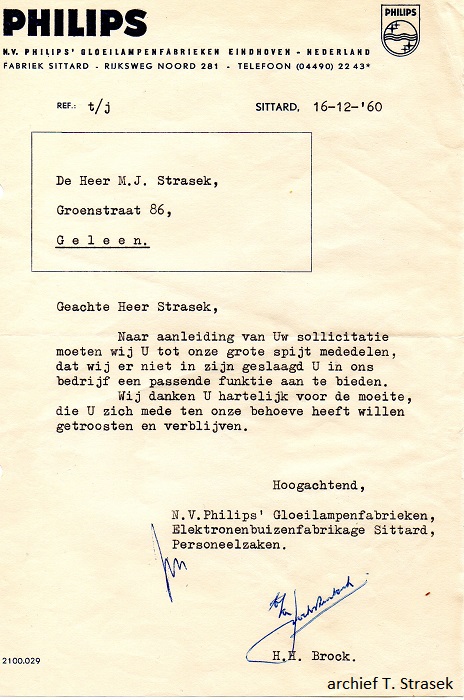 PHILIPS
PHILIPS
N.V. PHILIPS' GLOEILAMPENFABRIEKEN EINDHOVEN - NEDERLAND
FABRIEK SITTARD - RIJKSWEG NOORD 281 - TELEFOON (04490) 22 43*
REF.: t/j
SITTARD, 16-12-'60
De Heer M.J. Strasek,
Groenstraat 86,
G e l e e n.
Geachte Heer Strasek,
Naar aanleiding van Uw sollicitatie
moeten wij U tot onze grote spijt mededelen,
dat wij er niet in zijn geslaagd U in ons
bedrijf een passende funktie aan te bieden.
Wij danken U hartelijk voor de moeite,
die U zich mede ten onze behoeve heeft willen
getroosten en verblijven.
Hoogachtend,
N.V.Philips' Gloeilampenfabrieken,
Elektronenbuizenfabrikage Sittard,
Personeelzaken.
H.H. Brock.
2100.029
archief T. Strasek